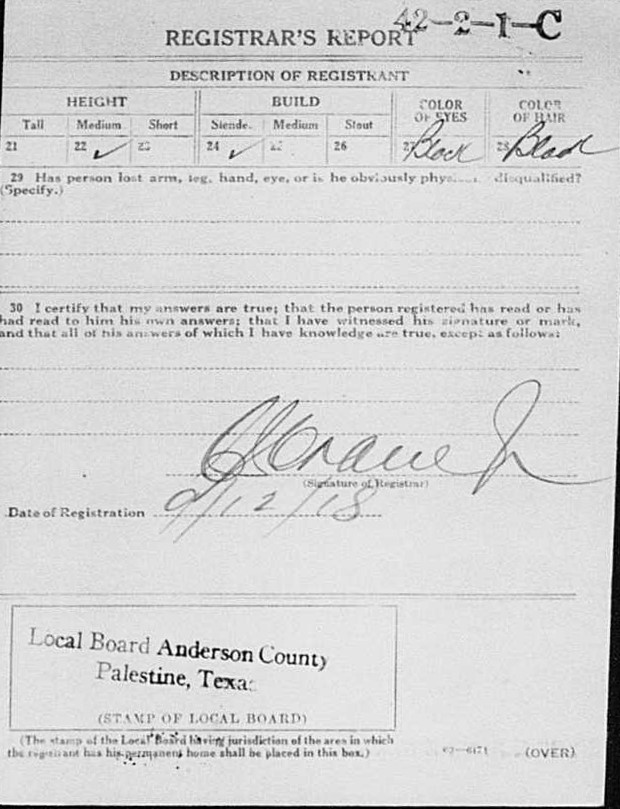 REGISTRAR'S REPORT 42-2-1-C
DESCRIPTION OF REGISTRANT
HEIGHT BUILD COLOR OF EYES COLOR OF HAIR
Tall Medium Short Slender Medium Stout
21 22 ✓ 23 24 ✓ 25 26 27 Black 28 Black
29 Has person lost arm, leg, hand, eye, or is he obviously disqualified?
(Specify.)
30 I certify that my answers are true; that the person registered has read or has
had read to him his own answers; that I have witnessed his signature or mark,
and that all of his answers of which I have knowledge are true, except as follows:
Crane Jr
(Signature of Registrar)
Date of Registration 9/12/18
Local Board Anderson County
Palestine, Texas
(STAMP OF LOCAL BOARD)
(The stamp of the Local Board having jurisdiction of the area in which
the registrant has his permanent home shall be placed in this box.)
(OVER)